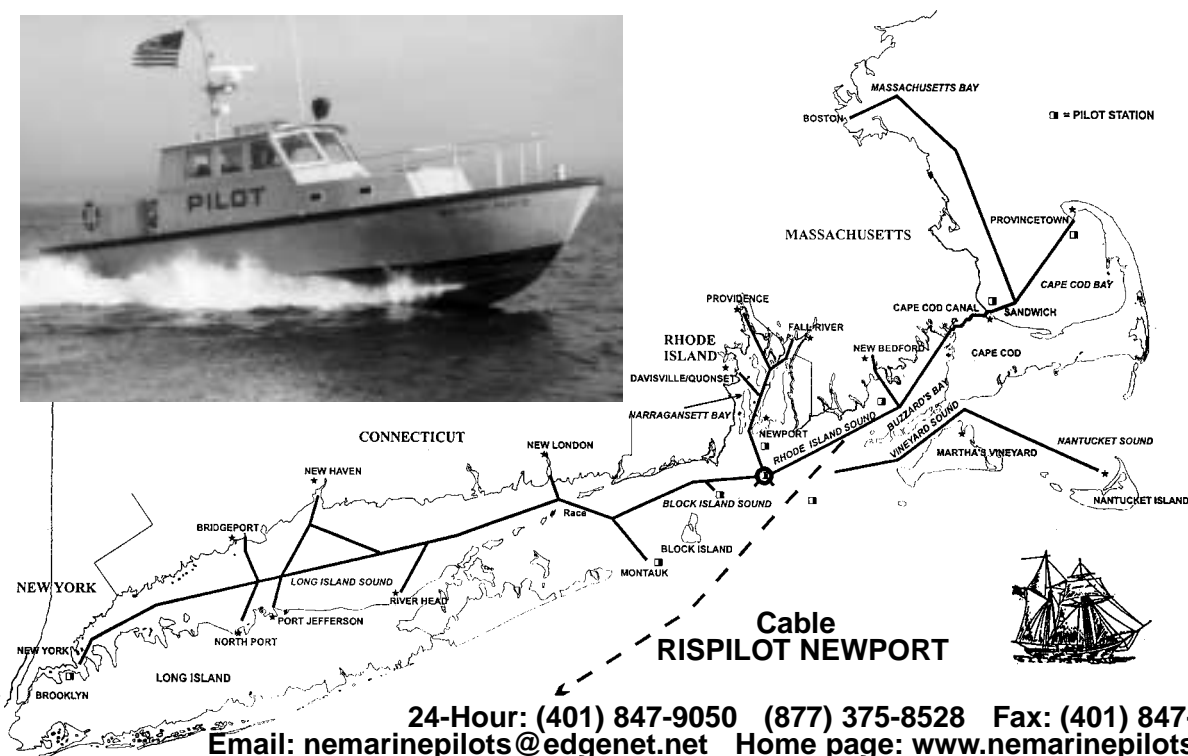 PILOT
MASSACHUSETTS BAY
BOSTON
= PILOT STATION
PROVINCETOWN
MASSACHUSETTS
CAPE COD BAY
PROVIDENCE
CAPE COD CANAL
SANDWICH
FALL RIVER
RHODE
ISLAND
NEW BEDFORD
CAPE COD
DAVISVILLE/QUONSET
NARRAGANSETT BAY
BUZZARD'S BAY
RHODE ISLAND SOUND
VINEYARD SOUND
NEWPORT
CONNECTICUT
NEW LONDON
NANTUCKET SOUND
MARTHA'S VINEYARD
NEW HAVEN
NANTUCKET ISLAND
BLOCK ISLAND SOUND
Race
BRIDGEPORT
BLOCK ISLAND
MONTAUK
LONG ISLAND SOUND
NEW YORK
RIVER HEAD
PORT JEFFERSON
NORTH PORT
NEW YORK
LONG ISLAND
BROOKLYN
Cable
RISPILOT NEWPORT
24-Hour: (401) 847-9050 (877) 375-8528 Fax: (401) 847-
Email: nemarinepilots@edgenet.net Home page: www.nemarinepilots